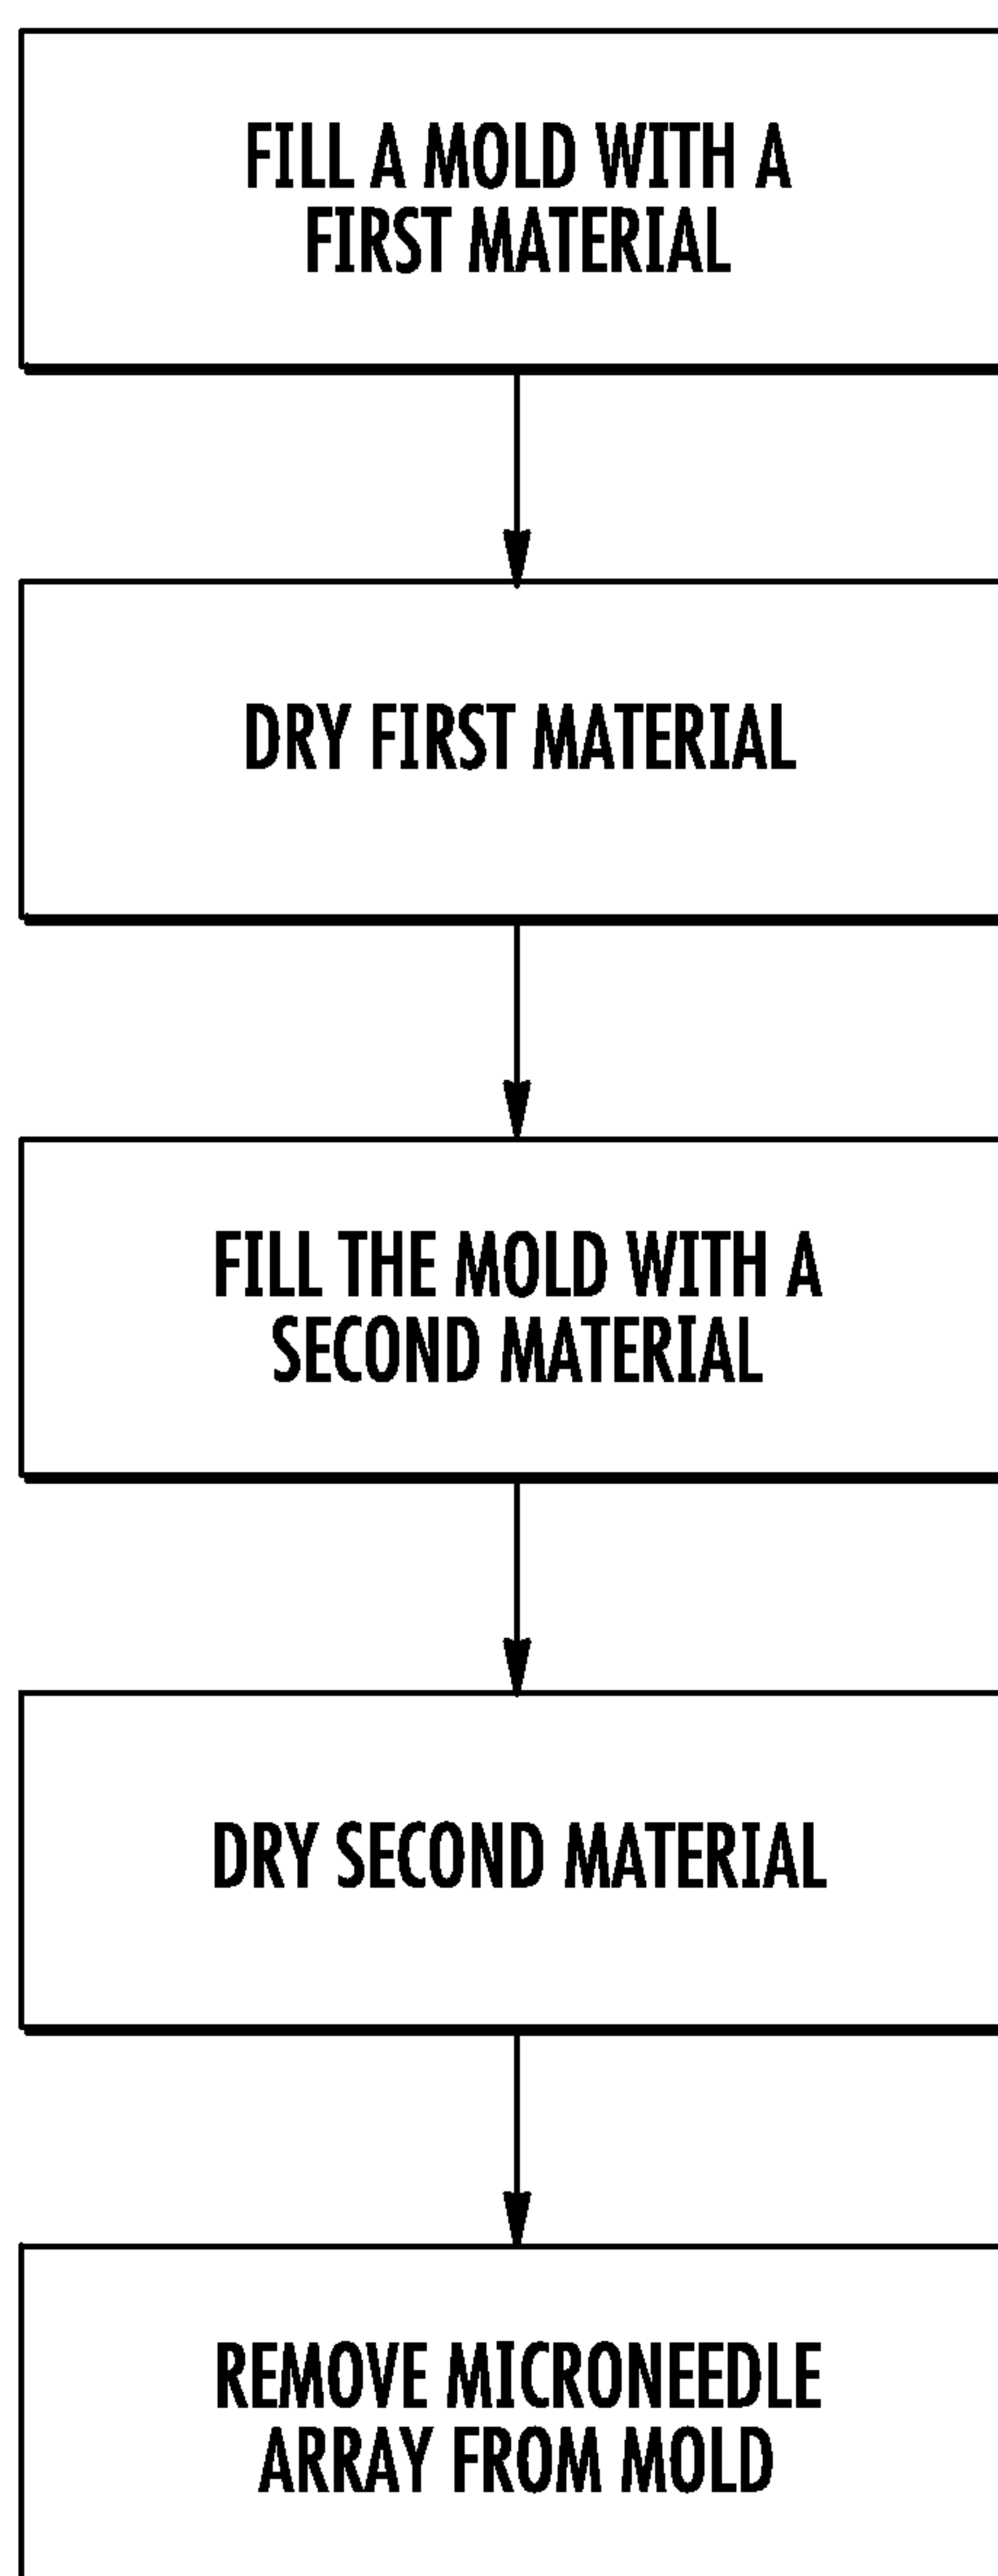 FILL A MOLD WITH A
FIRST MATERIAL
DRY FIRST MATERIAL
FILL THE MOLD WITH A
SECOND MATERIAL
DRY SECOND MATERIAL
REMOVE MICRONEEDLE
ARRAY FROM MOLD